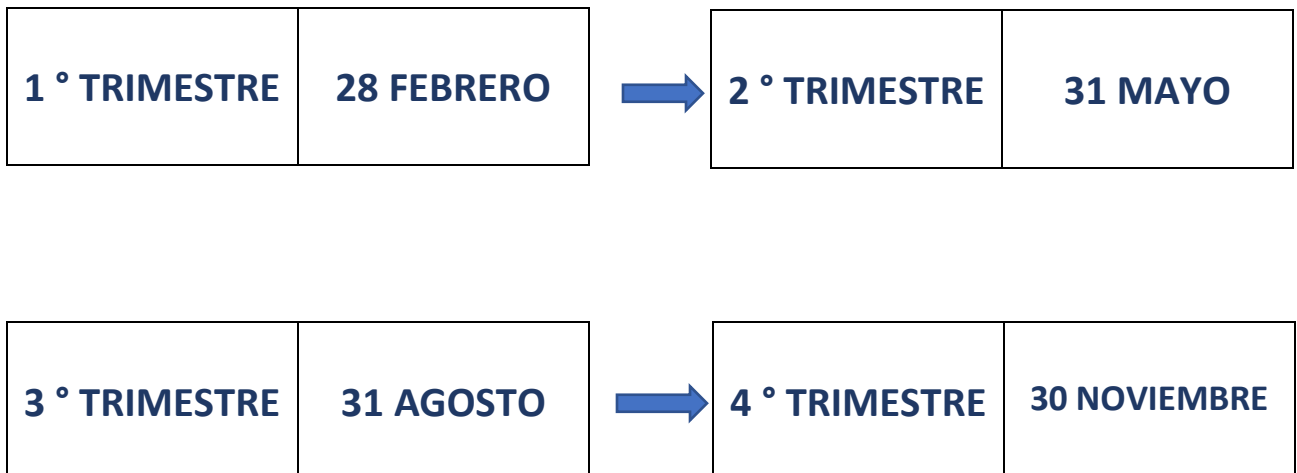 1 ° TRIMESTRE 28 FEBRERO 2 ° TRIMESTRE 31 MAYO
3 ° TRIMESTRE 31 AGOSTO 4 ° TRIMESTRE 30 NOVIEMBRE